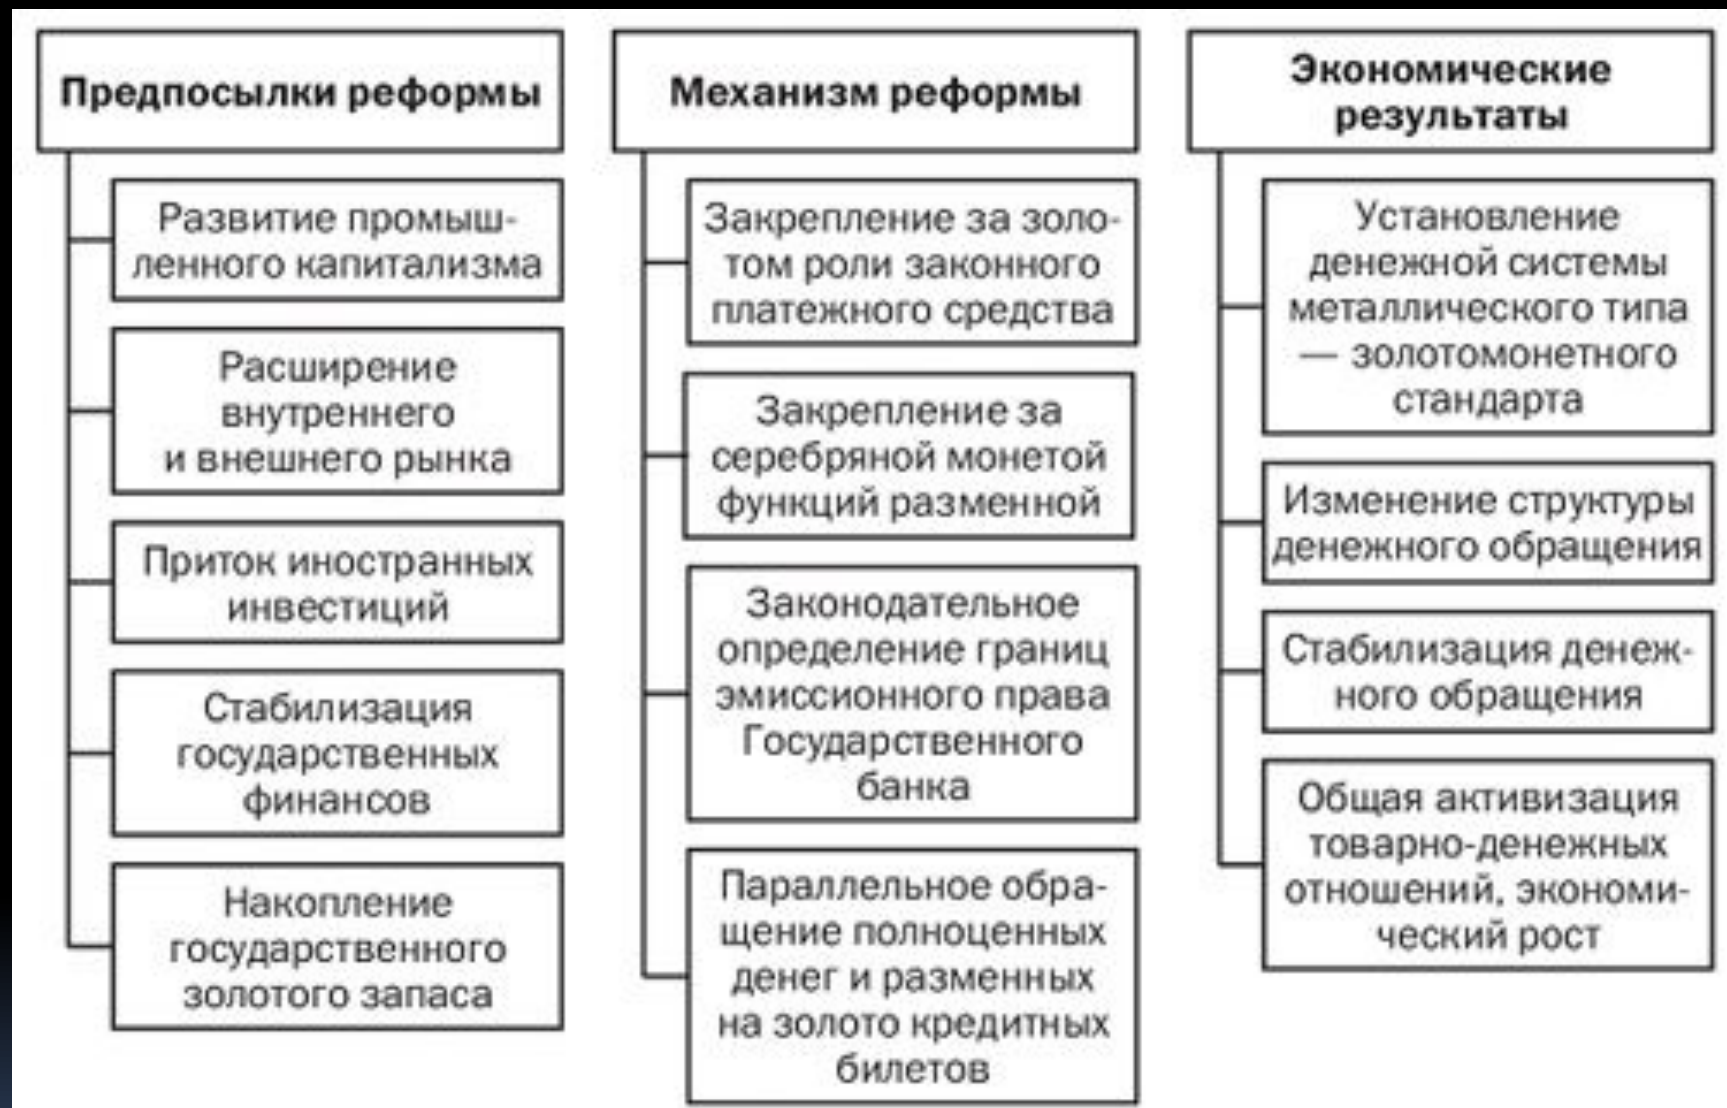 Предпосылки реформы
Развитие промыш-
ленного капитализма
Расширение
внутреннего
и внешнего рынка
Приток иностранных
инвестиций
Стабилизация
государственных
финансов
Накопление
государственного
золотого запаса
Механизм реформы
Закрепление за золо-
том роли законного
платежного средства
Закрепление за
серебряной монетой
функций разменной
Законодательное
определение границ
эмиссионного права
Государственного
банка
Параллельное обра-
щение полноценных
денег и разменных
на золото кредитных
билетов
Экономические
результаты
Установление
денежной системы
металлического типа
— золотомонетного
стандарта
Изменение структуры
денежного обращения
Стабилизация денеж-
ного обращения
Общая активизация
товарно-денежных
отношений, экономи-
ческий рост